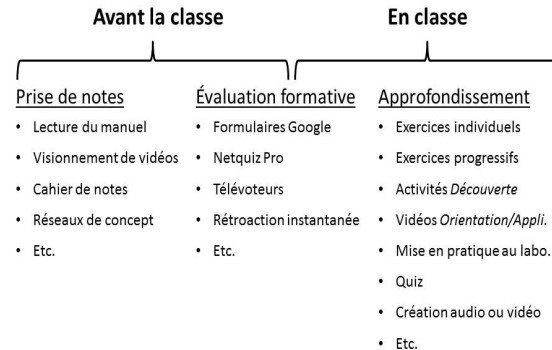 Avant la classe
En classe
Prise de notes
• Lecture du manuel
• Visionnement de vidéos
• Cahier de notes
• Réseaux de concept
• Etc.
Évaluation formative
• Formulaires Google
• Netquiz Pro
• Télévoteurs
• Rétroaction instantanée
• Etc.
Approfondissement
• Exercices individuels
• Exercices progressifs
• Activités Découverte
• Vidéos Orientation/Appli.
• Mise en pratique au labo.
• Quiz
• Création audio ou vidéo
• Etc.